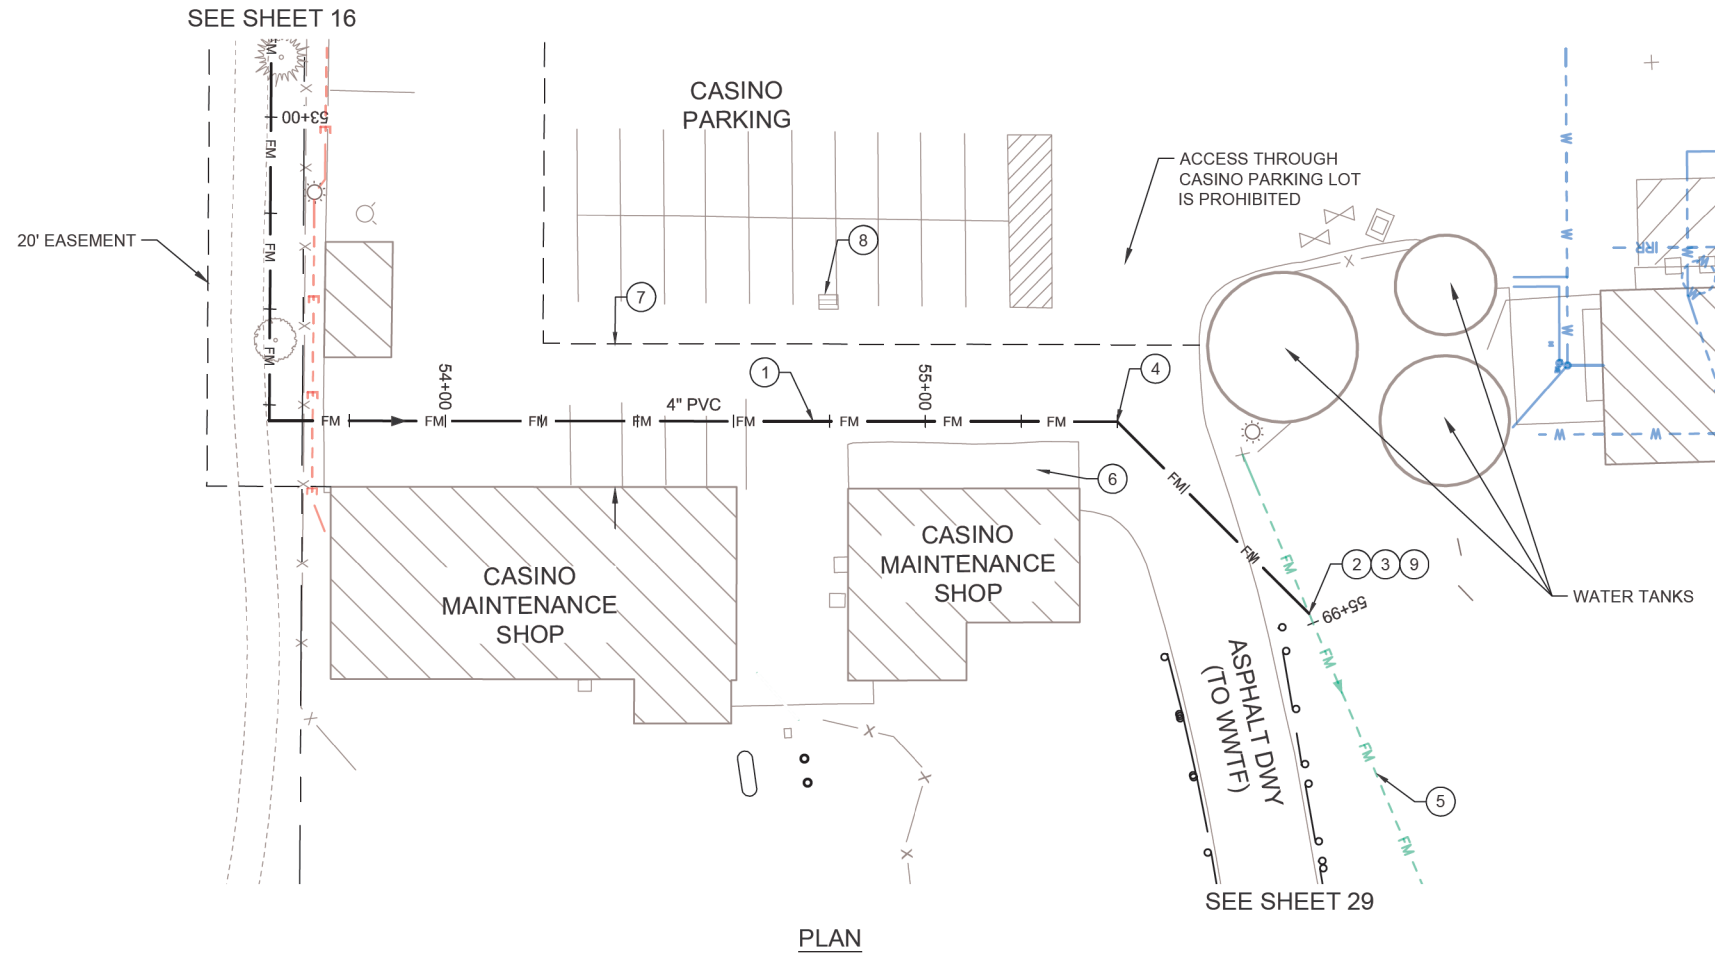 SEE SHEET 16
CASINO
PARKING
53+00
FM
FM
FM
FM
20' EASEMENT
ACCESS THROUGH
CASINO PARKING LOT
IS PROHIBITED
8
7
W
W
W
W
IRR
W
54+00
1
55+00
4
4" PVC
FM
FM
FM
FM
FM
FM
FM
FM
6
FM
FM
FM
W
W
CASINO
MAINTENANCE
SHOP
CASINO
MAINTENANCE
SHOP
2 3 9
55+99
WATER TANKS
FM
FM
FM
ASPHALT DWY
(TO WWTF)
5
X
X
X
SEE SHEET 29
PLAN